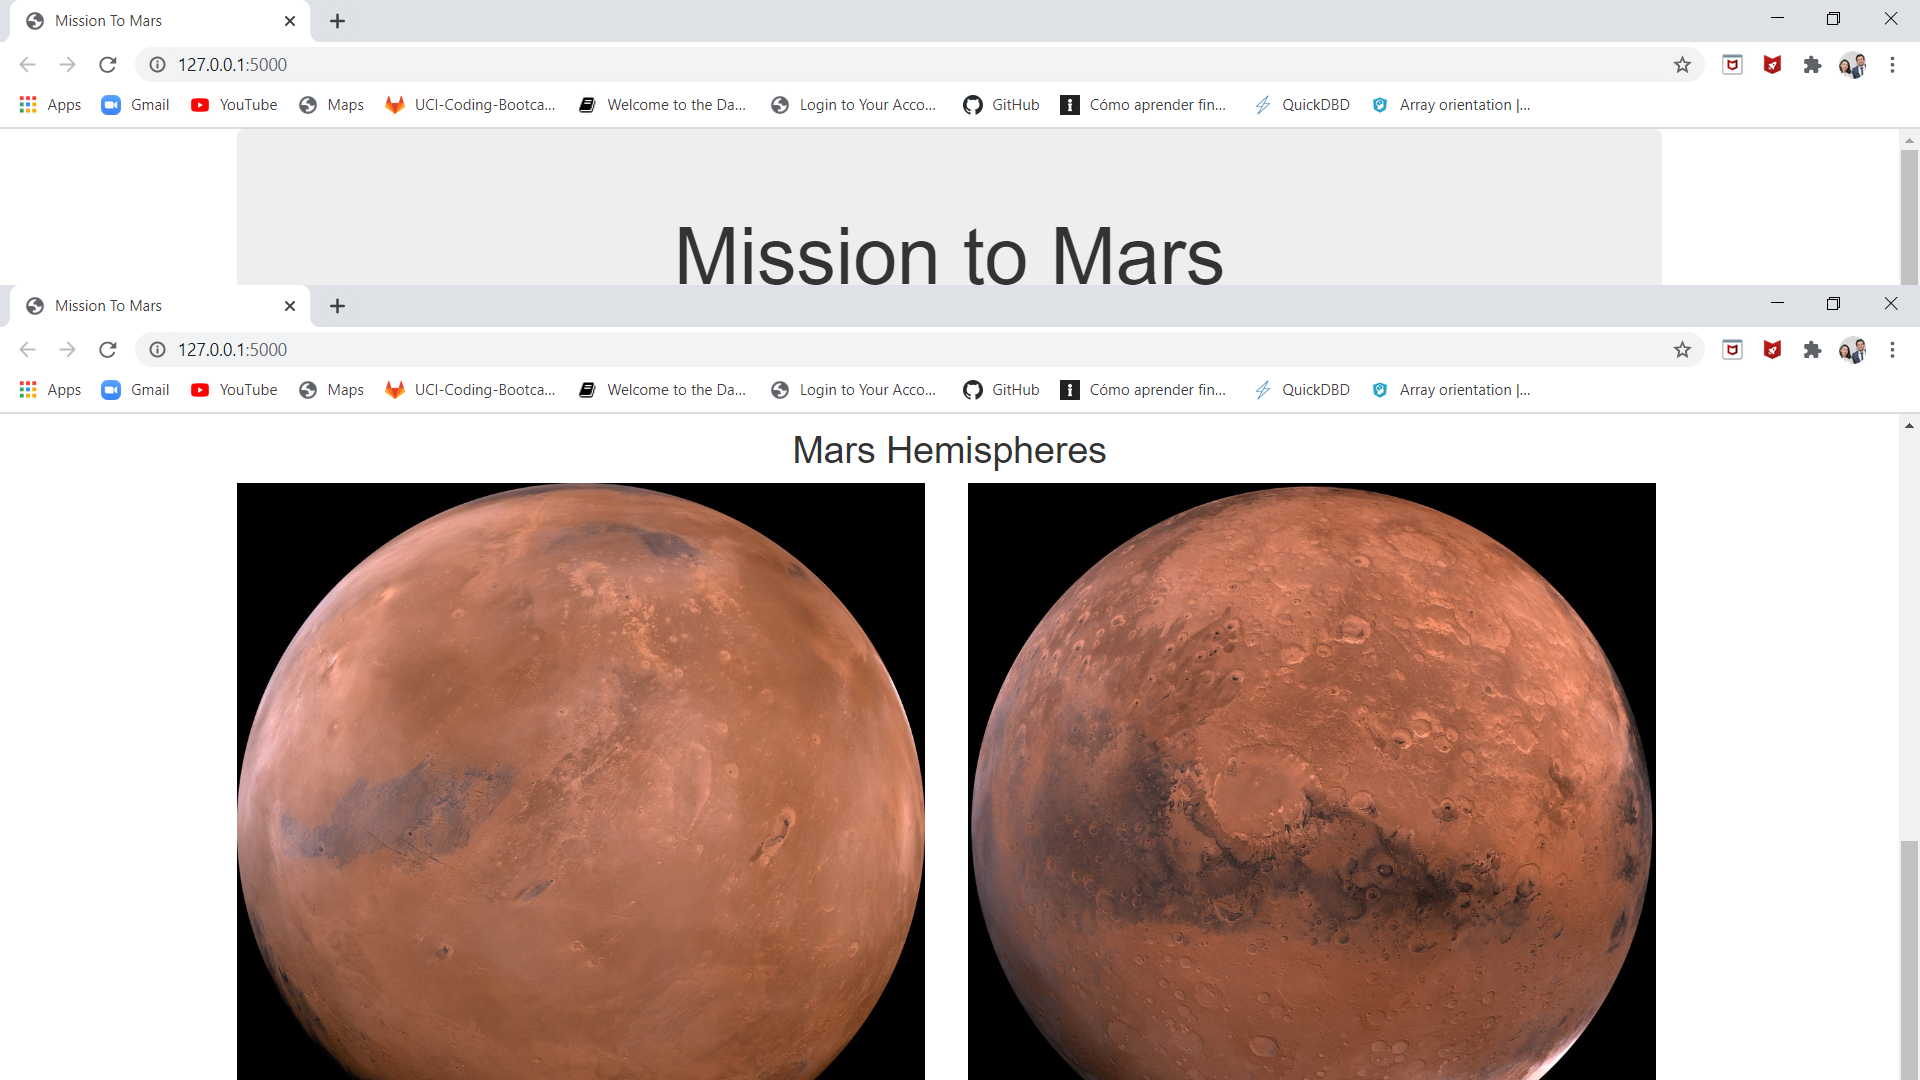 Mission To Mars
127.0.0.1:5000
Apps Gmail YouTube Maps UCI-Coding-Bootca... Welcome to the Da... Login to Your Acco... GitHub Cómo aprender fin... QuickDBD Array orientation |...
Mission to Mars
Mission To Mars
127.0.0.1:5000
Apps Gmail YouTube Maps UCI-Coding-Bootca... Welcome to the Da... Login to Your Acco... GitHub Cómo aprender fin... QuickDBD Array orientation |...
Mars Hemispheres